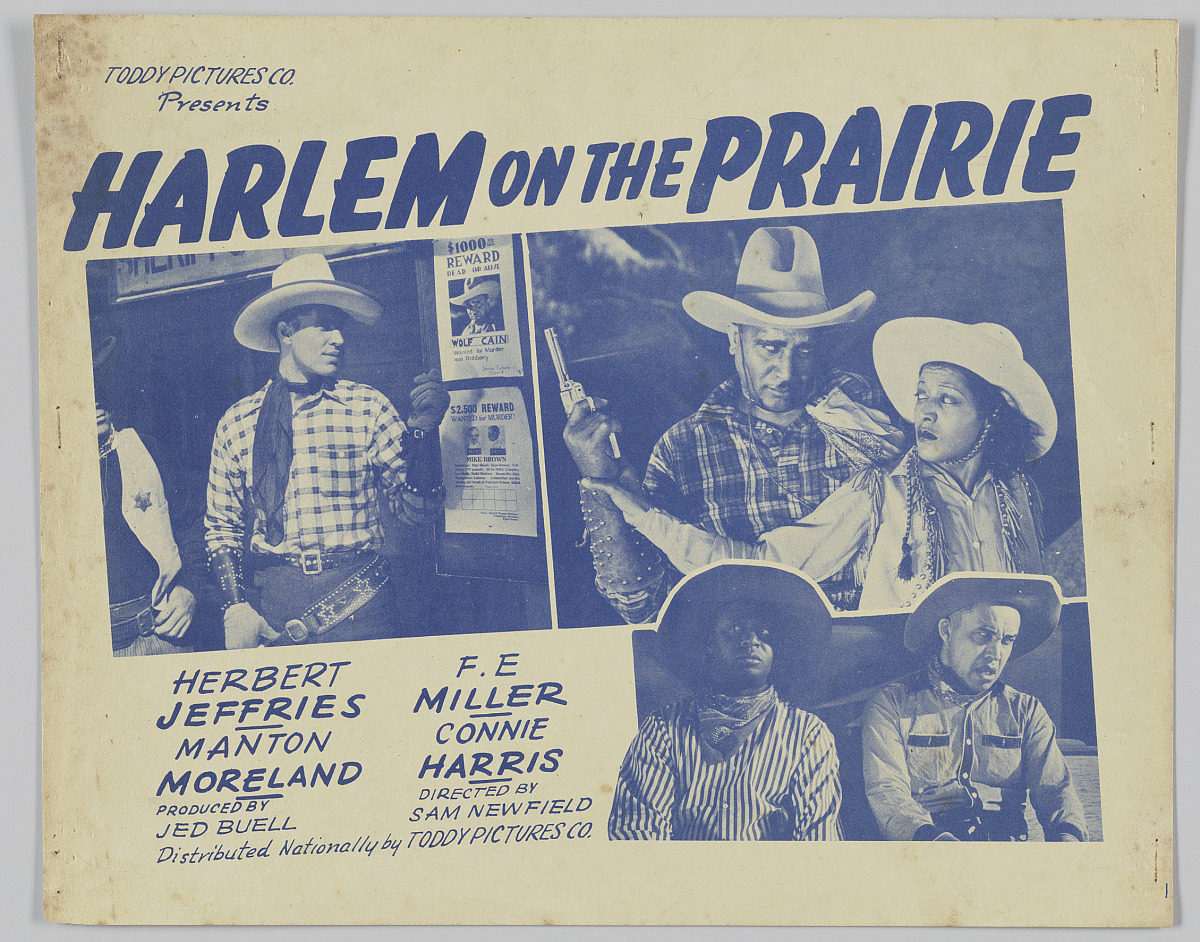 TODDY PICTURES CO.
Presents
HARLEM ON THE PRAIRIE
$1000
REWARD
DEAD OR ALIVE
WOLF CAIN
Wanted for Murder
and Robbery
$2,500 REWARD
WANTED for MURDER!
MIKE BROWN
HERBERT
JEFFRIES
MANTON
MORELAND
PRODUCED BY
JED BUELL
F. E
MILLER
CONNIE
HARRIS
DIRECTED BY
SAM NEWFIELD
Distributed Nationally by TODDY PICTURES CO.